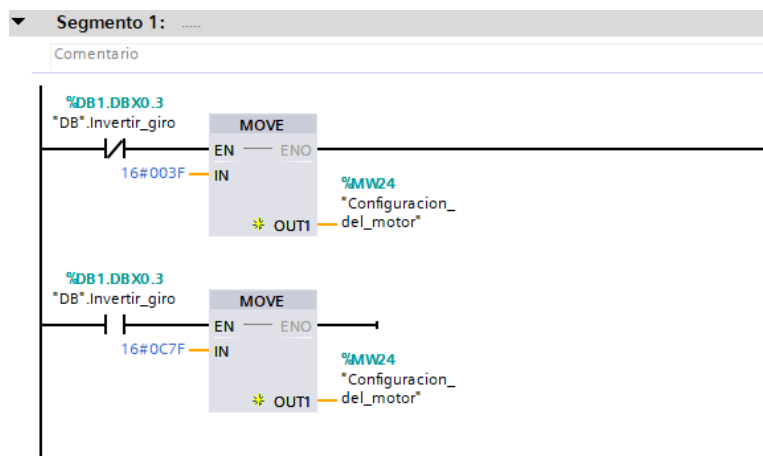 Segmento 1: .....
Comentario
%DB1.DBX0.3
"DB".Invertir_giro
MOVE
EN ENO
16#003F IN
%MW24
"Configuracion_
OUT1 del_motor"
%DB1.DBX0.3
"DB".Invertir_giro
MOVE
EN ENO
16#0C7F IN
%MW24
"Configuracion_
OUT1 del_motor"